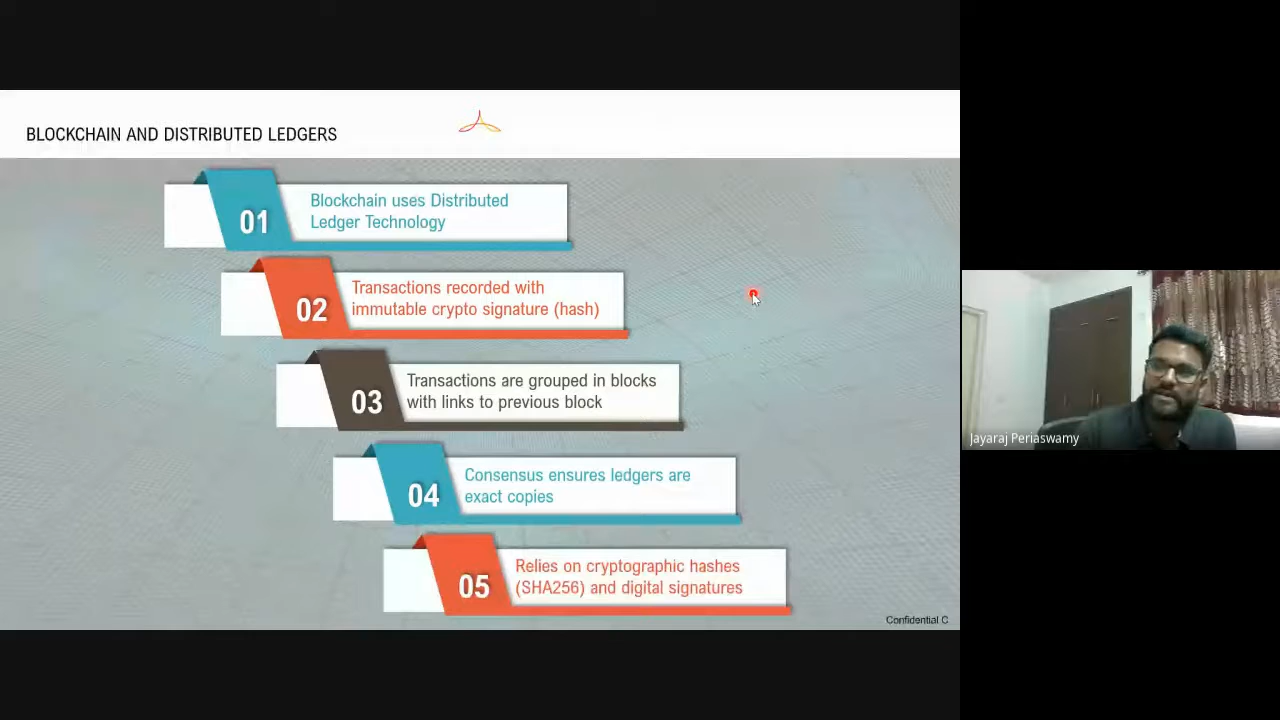 BLOCKCHAIN AND DISTRIBUTED LEDGERS
01
Blockchain uses Distributed
Ledger Technology
02
Transactions recorded with
immutable crypto signature (hash)
03
Transactions are grouped in blocks
with links to previous block
04
Consensus ensures ledgers are
exact copies
05
Relies on cryptographic hashes
(SHA256) and digital signatures
Confidential C
Jayaraj Periaswamy